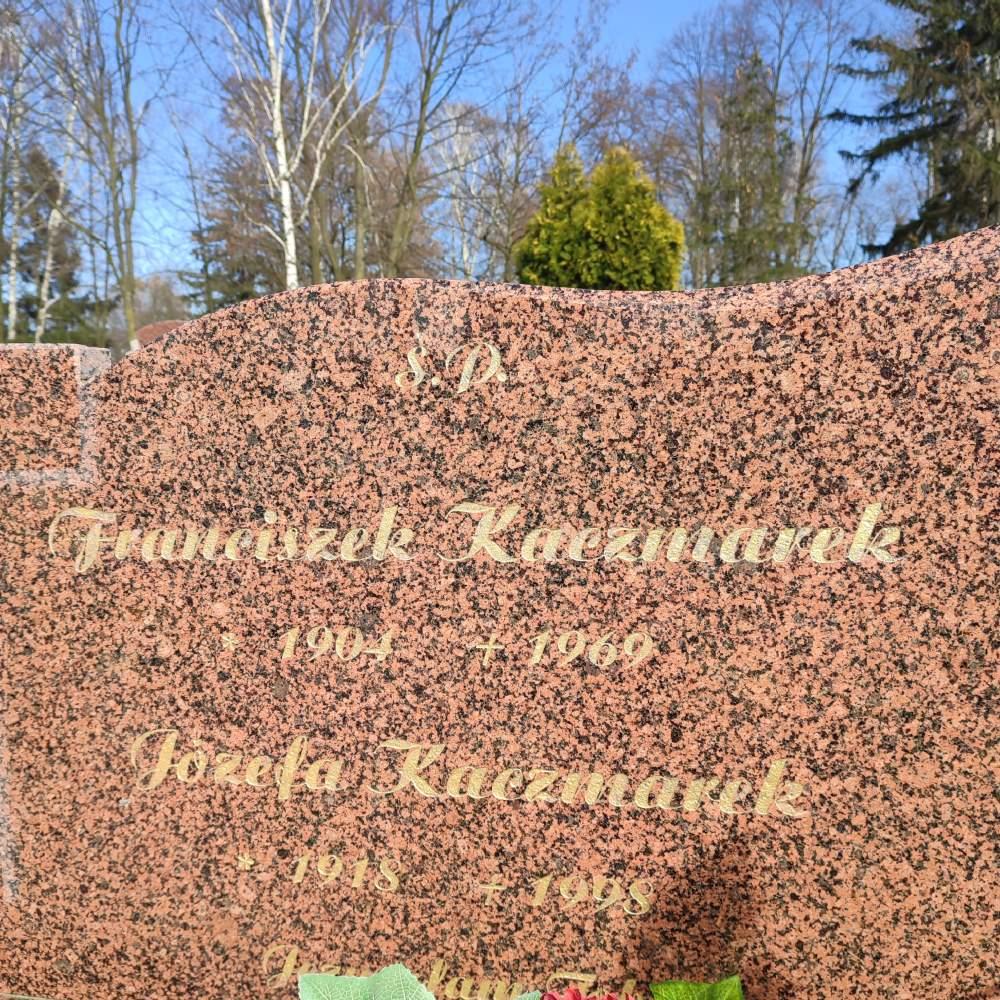 Ś.P.
Franciszek Kaczmarek
* 1904 + 1969
Józefa Kaczmarek
* 1918 + 1998